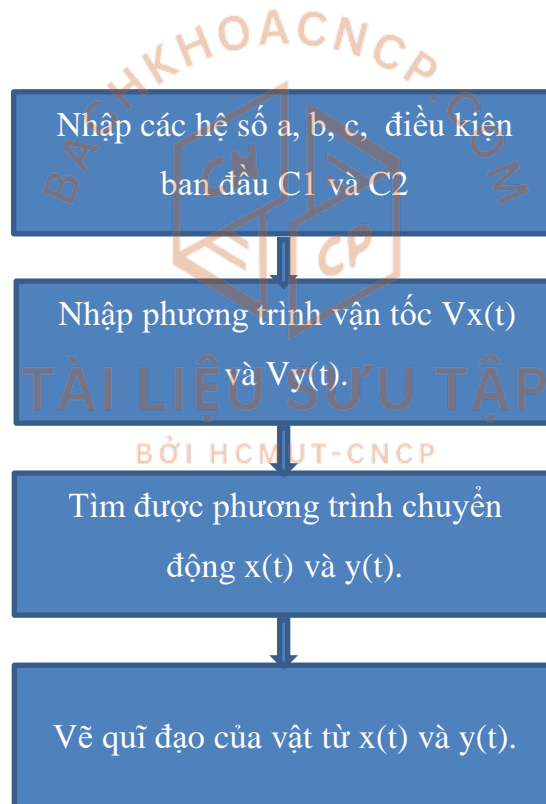 BACHKHOACNCP.COM
Nhập các hệ số a, b, c, điều kiện
ban đầu C1 và C2
CP
Nhập phương trình vận tốc Vx(t)
và Vy(t).
TÀI LIỆU SƯU TẬP
BỞI HCMUT-CNCP
Tìm được phương trình chuyển
động x(t) và y(t).
Vẽ quĩ đạo của vật từ x(t) và y(t).